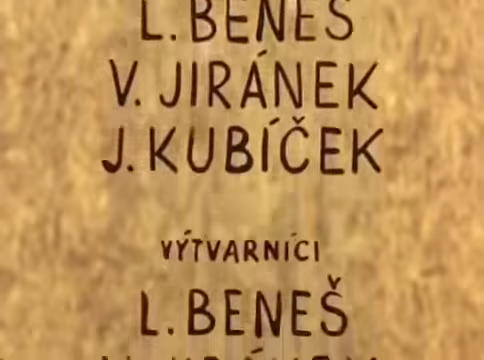 L. BENEŠ
V. JIRÁNEK
J. KUBÍČEK
VÝTVARNÍCI
L. BENEŠ